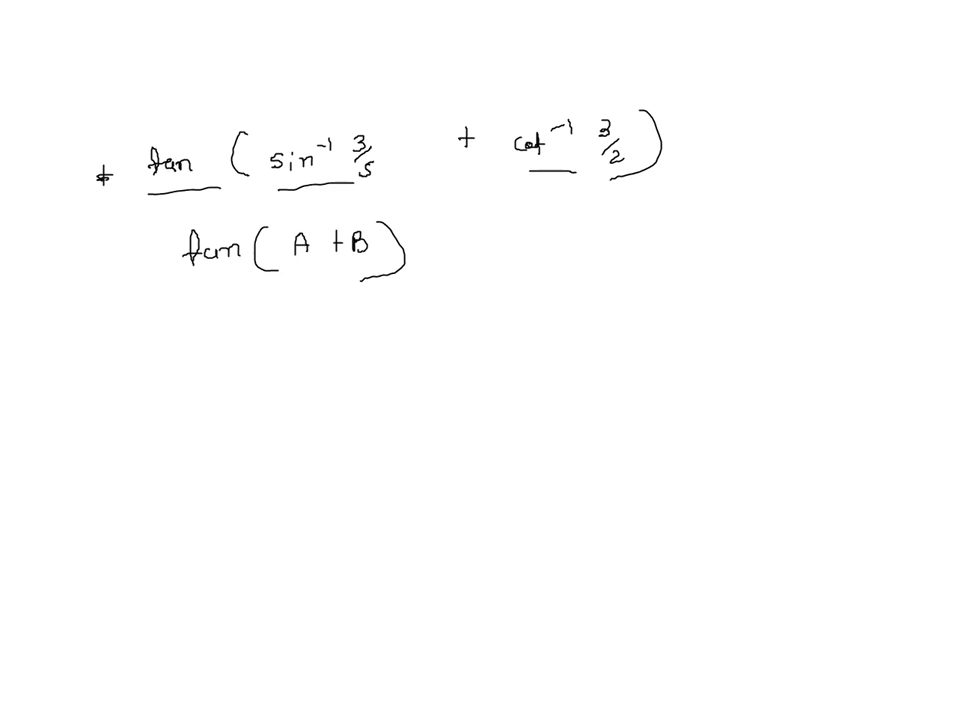 * tan ( sin⁻¹ 3/5 + cot⁻¹ 3/2 )
tan ( A + B )